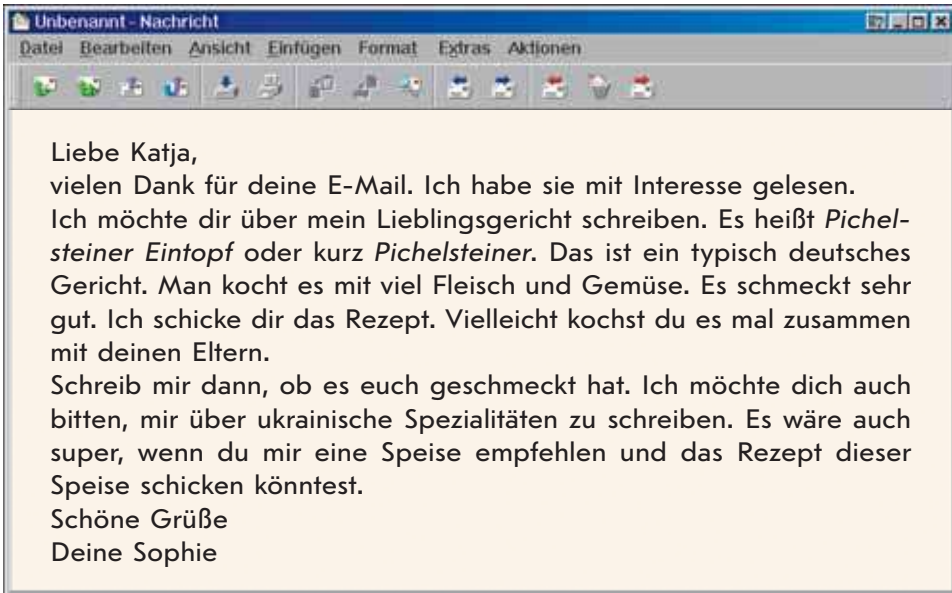 Unbenannt - Nachricht
Datei Bearbeiten Ansicht Einfügen Format Extras Aktionen
Liebe Katja,
vielen Dank für deine E-Mail. Ich habe sie mit Interesse gelesen.
Ich möchte dir über mein Lieblingsgericht schreiben. Es heißt Pichel-
steiner Eintopf oder kurz Pichelsteiner. Das ist ein typisch deutsches
Gericht. Man kocht es mit viel Fleisch und Gemüse. Es schmeckt sehr
gut. Ich schicke dir das Rezept. Vielleicht kochst du es mal zusammen
mit deinen Eltern.
Schreib mir dann, ob es euch geschmeckt hat. Ich möchte dich auch
bitten, mir über ukrainische Spezialitäten zu schreiben. Es wäre auch
super, wenn du mir eine Speise empfehlen und das Rezept dieser
Speise schicken könntest.
Schöne Grüße
Deine Sophie